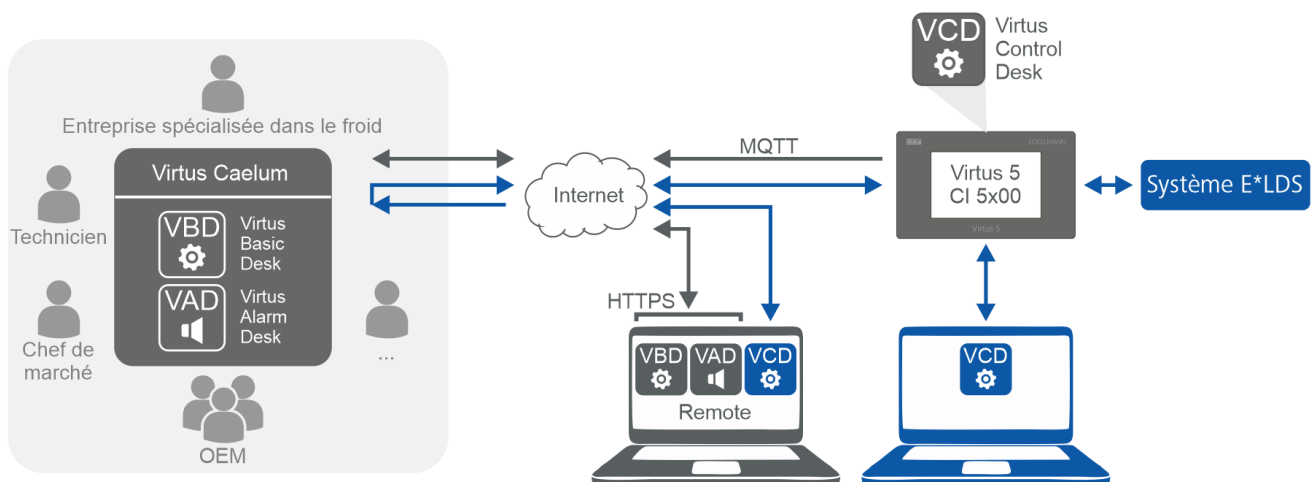 VCD
Virtus
Control
Desk
Entreprise spécialisée dans le froid
Virtus Caelum
VBD
Virtus
Basic
Desk
VAD
Virtus
Alarm
Desk
Technicien
Chef de
marché
...
OEM
Internet
MQTT
ECKELMANN
Virtus 5
CI 5x00
Virtus 5
Système E*LDS
HTTPS
VBD
VAD
VCD
Remote
VCD